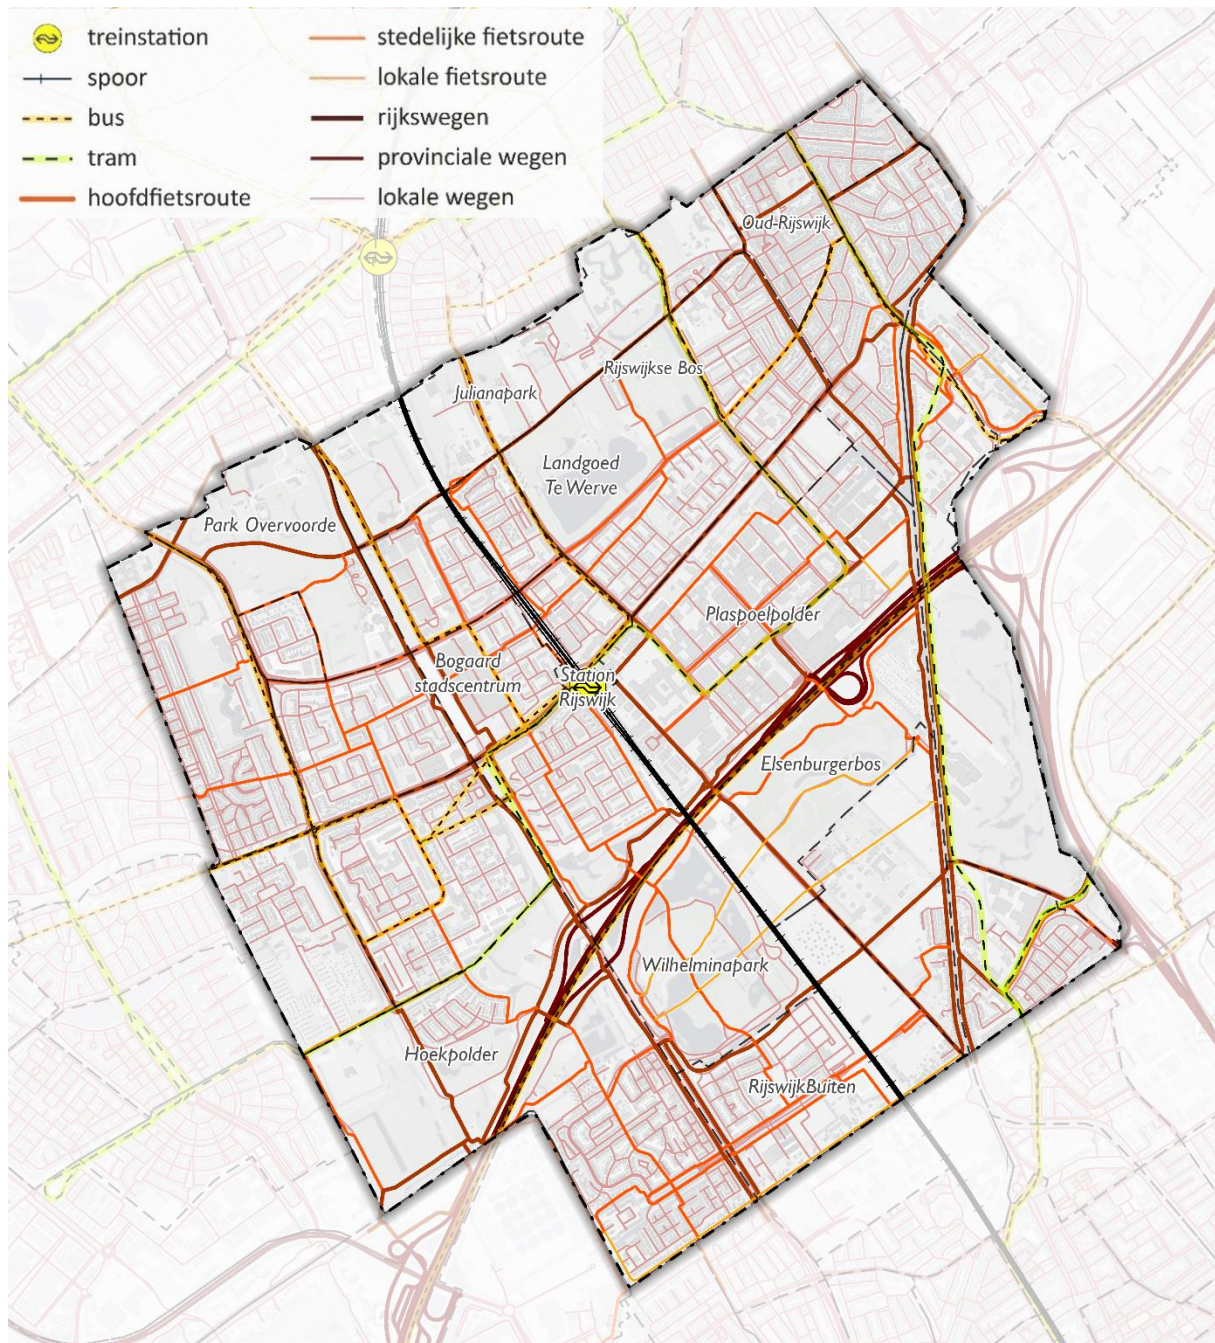 treinstation
spoor
bus
tram
hoofdfietsroute
stedelijke fietsroute
lokale fietsroute
rijkswegen
provinciale wegen
lokale wegen
Oud-Rijswijk
Rijswijkse Bos
Julianapark
Landgoed
Te Werve
Park Overvoorde
Plaspoelpolder
Bogaard
stadscentrum
Station
Rijswijk
Elsenburgerbos
Wilhelminapark
Hoekpolder
RijswijkBuiten